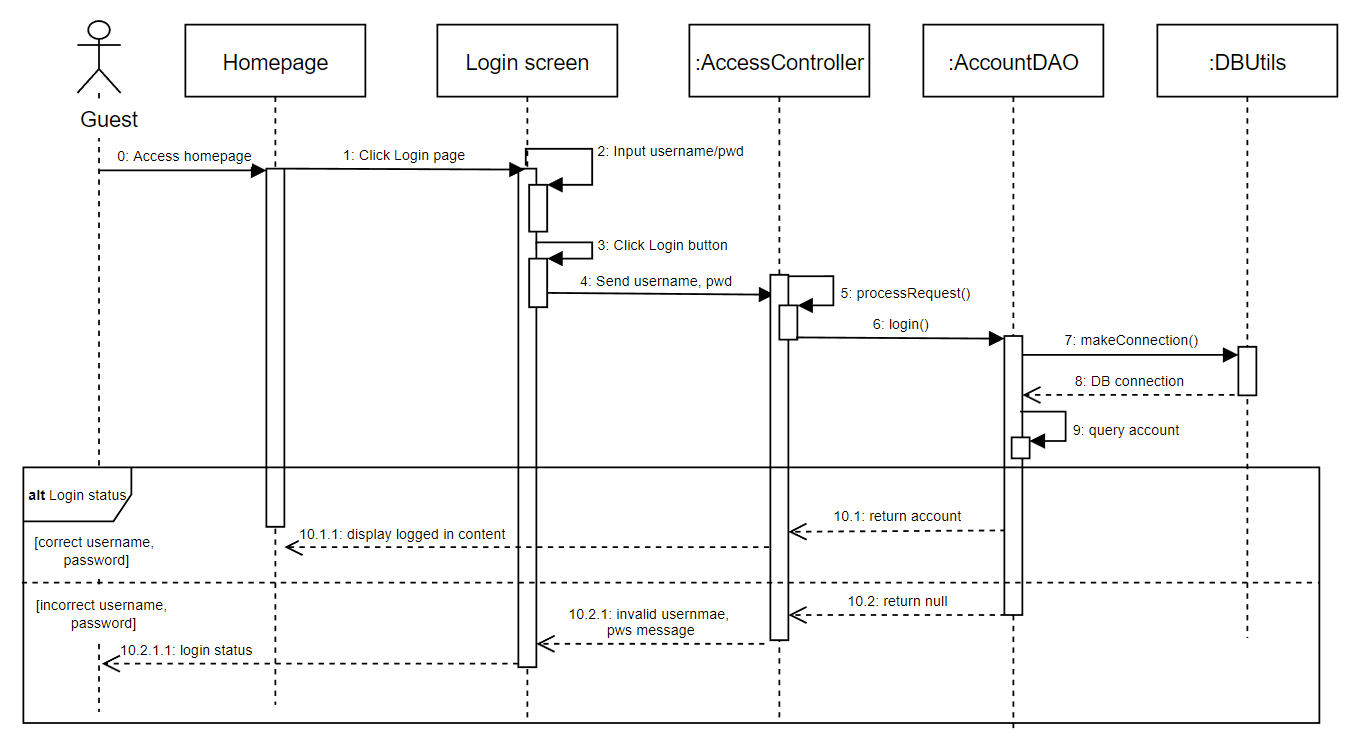 Homepage
Login screen
:AccessController
:AccountDAO
:DBUtils
Guest
0: Access homepage
1: Click Login page
2: Input username/pwd
3: Click Login button
4: Send username, pwd
5: processRequest()
6: login()
7: makeConnection()
8: DB connection
9: query account
alt Login status
10.1: return account
10.1.1: display logged in content
[correct username,
password]
[incorrect username,
password]
10.2: return null
10.2.1: invalid usernmae,
pws message
10.2.1.1: login status